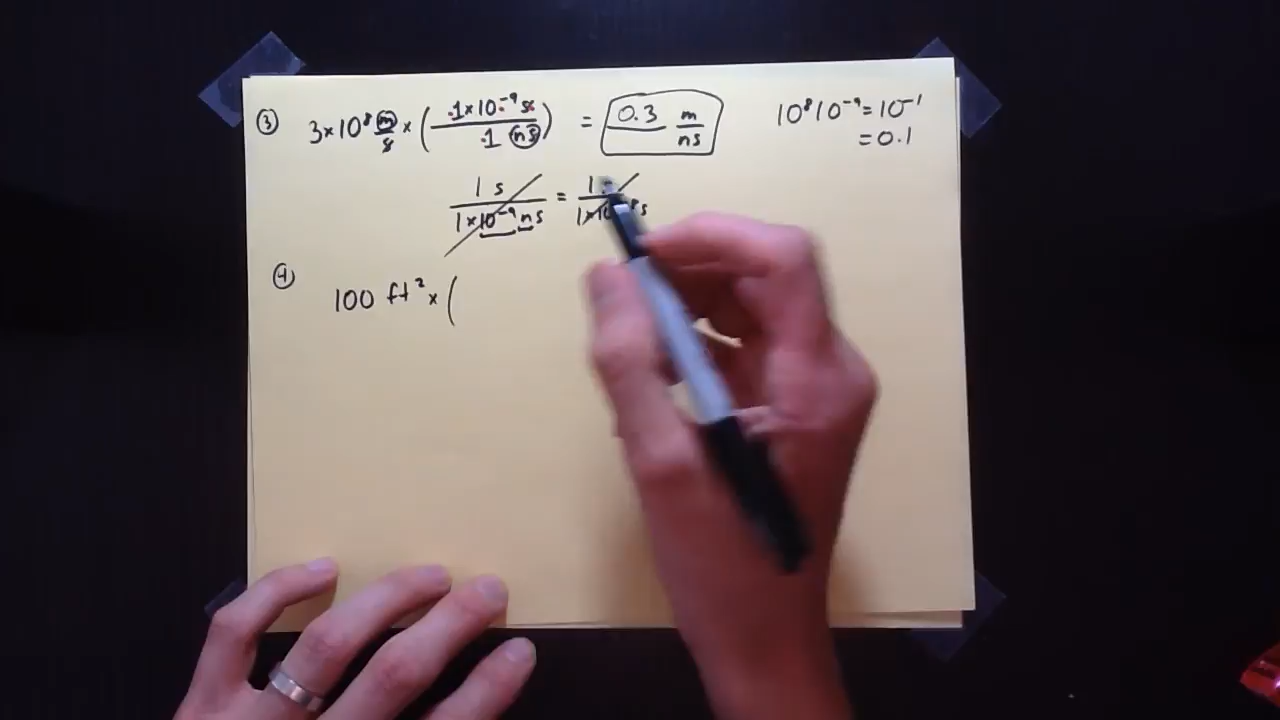 ③ 3×10⁸ m/s × (1×10⁻⁹ s / 1 ns) = 0.3 m/ns 10⁸10⁻⁹=10⁻¹
=0.1
1 s / 1×10⁻⁹ ns = 1
④ 100 ft² × (